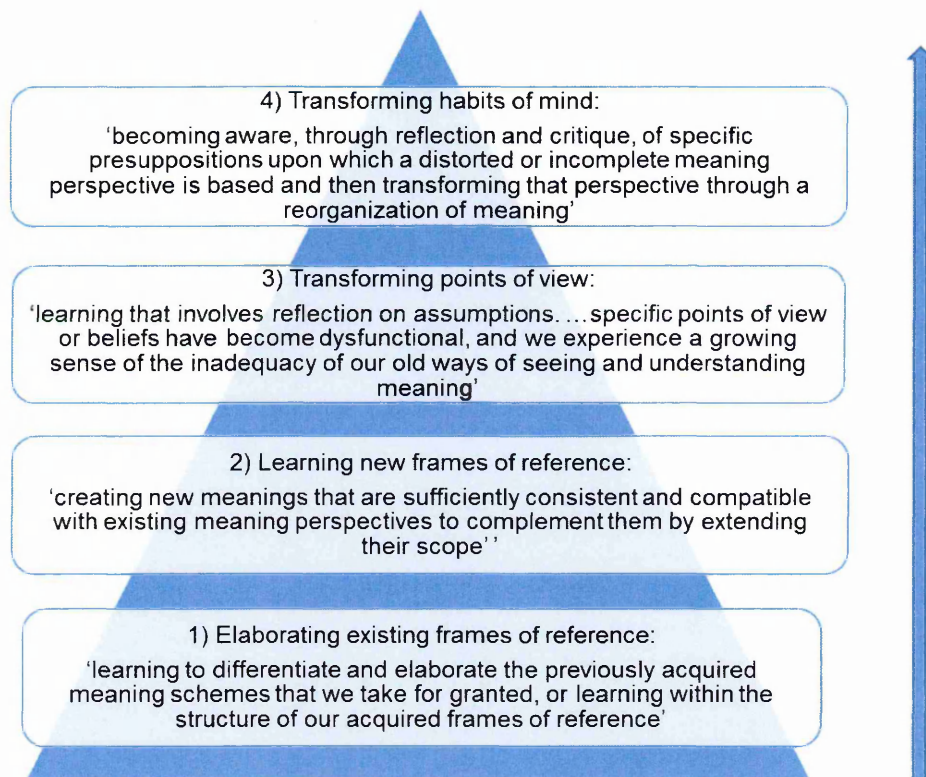 4) Transforming habits of mind:
‘becoming aware, through reflection and critique, of specific
presuppositions upon which a distorted or incomplete meaning
perspective is based and then transforming that perspective through a
reorganization of meaning’
3) Transforming points of view:
‘learning that involves reflection on assumptions. …specific points of view
or beliefs have become dysfunctional, and we experience a growing
sense of the inadequacy of our old ways of seeing and understanding
meaning’
2) Learning new frames of reference:
‘creating new meanings that are sufficiently consistent and compatible
with existing meaning perspectives to complement them by extending
their scope’’
1) Elaborating existing frames of reference:
‘learning to differentiate and elaborate the previously acquired
meaning schemes that we take for granted, or learning within the
structure of our acquired frames of reference’